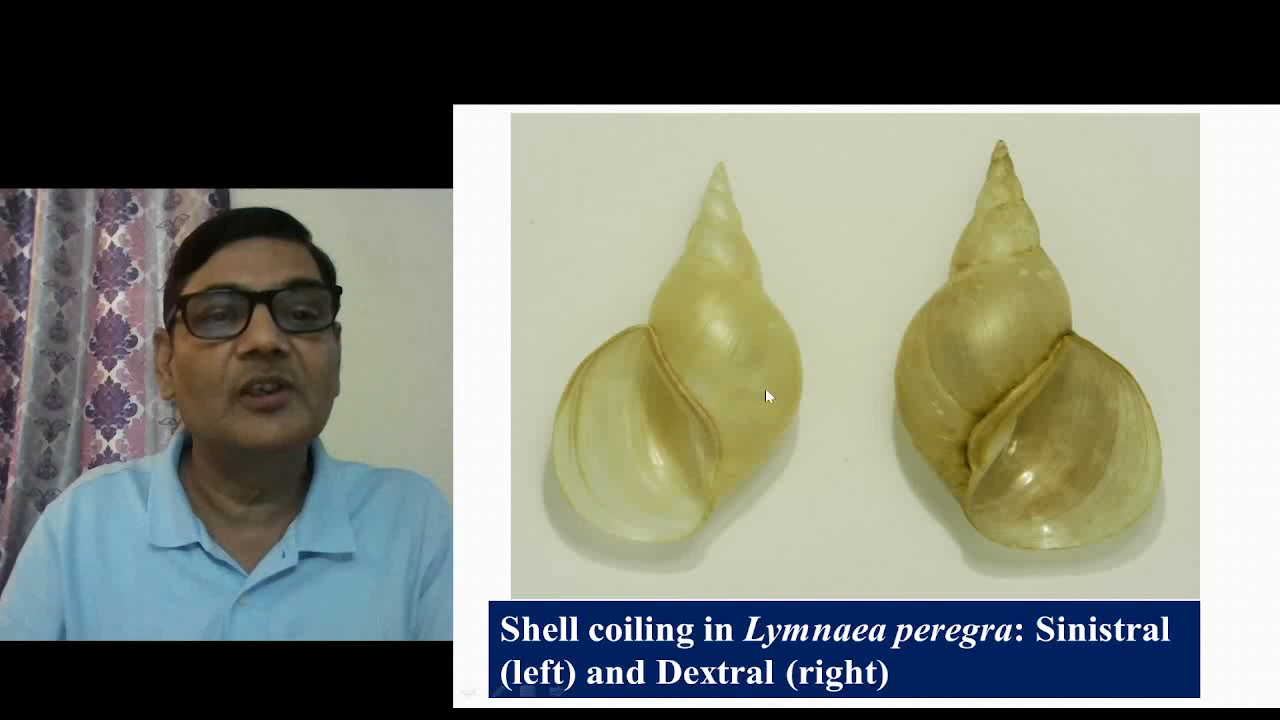 Shell coiling in Lymnaea peregra: Sinistral
(left) and Dextral (right)